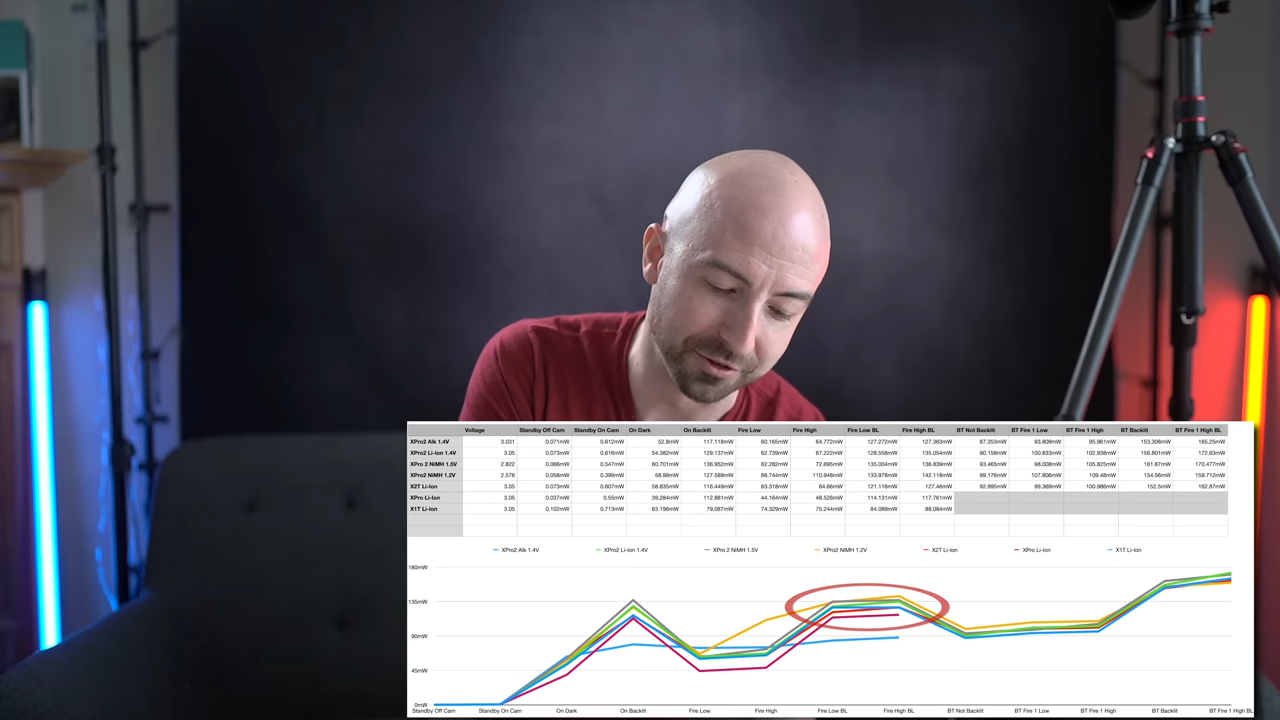 Voltage Standby Off Cam Standby On Cam On Dark On Backlit Fire Low Fire High Fire Low BL Fire High BL BT Not Backlit BT Fire 1 Low BT Fire 1 High BT Backlit BT Fire 1 High BL
XPro2 Alk 1.4V 3.031 0.071mW 0.612mW 52.8mW 117.118mW 60.165mW 64.772mW 127.272mW 127.363mW 87.353mW 93.809mW 95.961mW 153.308mW 165.25mW
XPro2 Li-Ion 1.4V 3.05 0.073mW 0.616mW 54.382mW 129.137mW 62.739mW 67.222mW 128.558mW 135.054mW 90.158mW 100.833mW 102.938mW 156.801mW 172.63mW
XPro 2 NiMH 1.5V 2.822 0.066mW 0.547mW 60.701mW 136.952mW 62.282mW 72.695mW 135.004mW 136.839mW 93.465mW 98.008mW 105.825mW 161.87mW 170.477mW
XPro2 NiMH 1.2V 2.576 0.058mW 0.399mW 58.99mW 127.589mW 66.744mW 110.948mW 133.978mW 142.118mW 99.176mW 107.806mW 109.48mW 154.56mW 159.712mW
X2T Li-Ion 3.05 0.073mW 0.607mW 58.835mW 116.449mW 63.318mW 64.66mW 121.116mW 127.46mW 92.995mW 99.369mW 100.986mW 152.5mW 162.87mW
XPro Li-Ion 3.05 0.037mW 0.55mW 39.284mW 112.881mW 44.164mW 48.526mW 114.131mW 117.761mW
X1T Li-Ion 3.05 0.102mW 0.713mW 63.196mW 79.087mW 74.329mW 75.244mW 84.089mW 88.084mW
XPro2 Alk 1.4V XPro2 Li-Ion 1.4V XPro 2 NiMH 1.5V XPro2 NiMH 1.2V X2T Li-Ion XPro Li-Ion X1T Li-Ion
180mW
135mW
90mW
45mW
0mW
Standby Off Cam Standby On Cam On Dark On Backlit Fire Low Fire High Fire Low BL Fire High BL BT Not Backlit BT Fire 1 Low BT Fire 1 High BT Backlit BT Fire 1 High BL